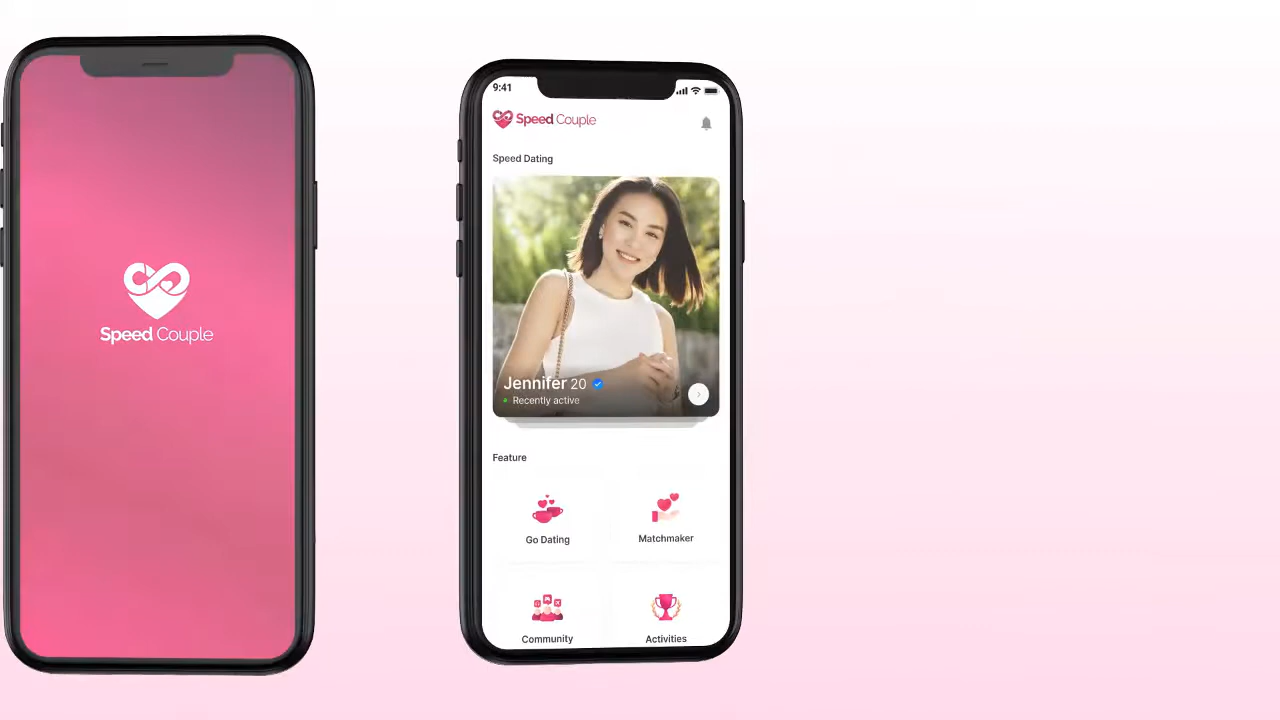 Speed Couple
9:41
Speed Couple
Speed Dating
Jennifer 20
Recently active
Feature
Go Dating
Matchmaker
Community
Activities